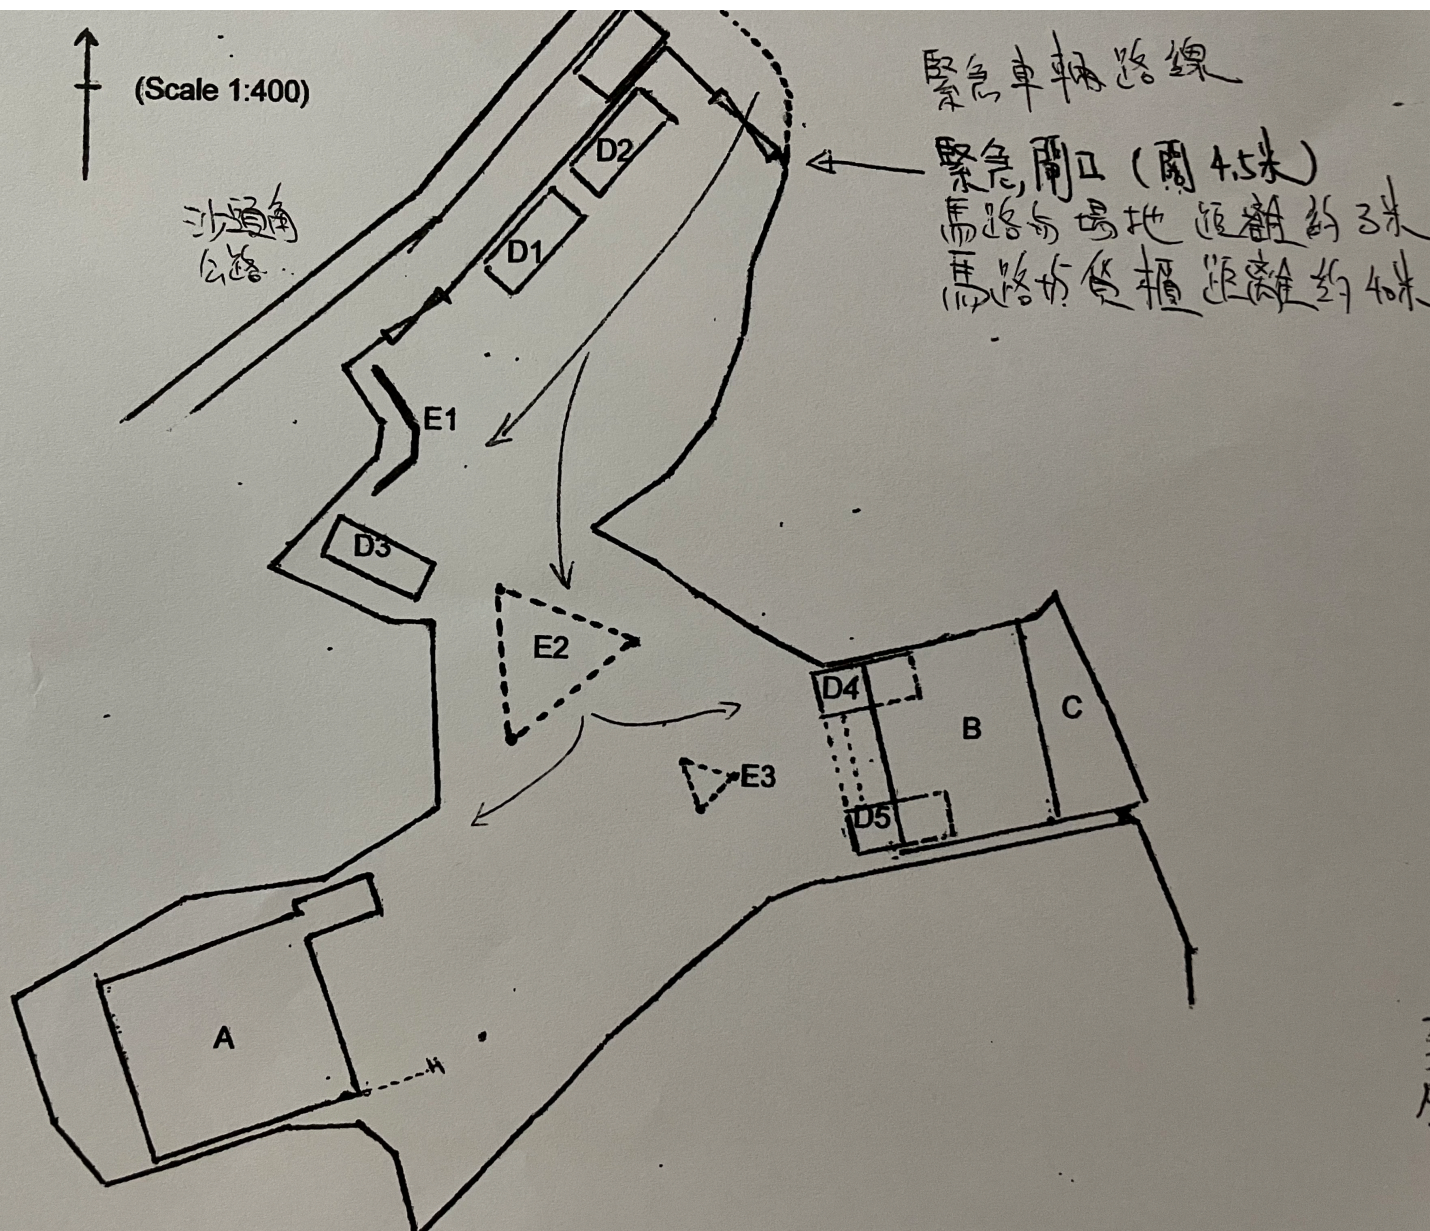 (Scale 1:400)
緊急車輛路線
緊急閘口 (闊 4.5米)
馬路與場地距離約3米
馬路與貨櫃距離約40米
沙頭角
公路
D2
D1
E1
D3
E2
D4
B
C
E3
D5
A
H